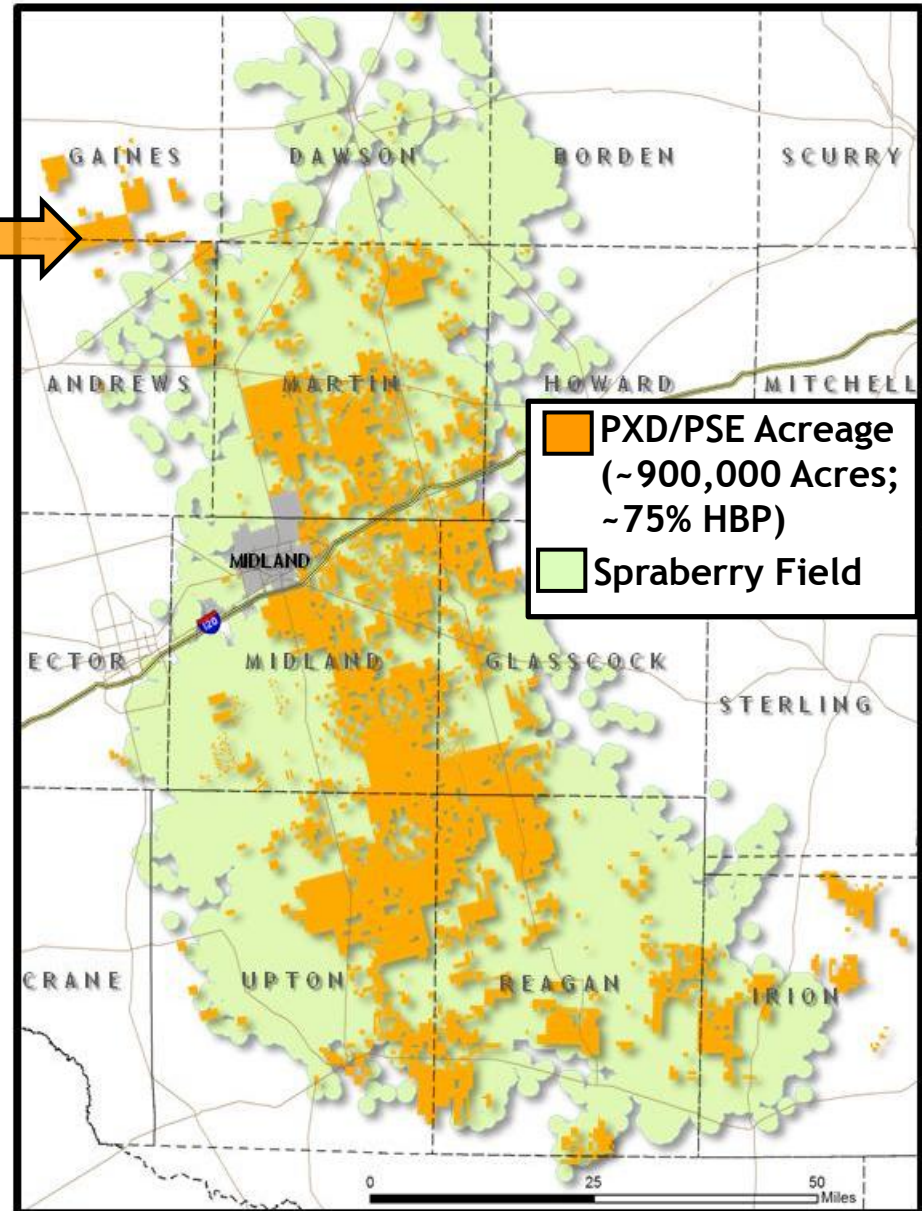 GAINES
DAWSON
BORDEN
SCURRY
ANDREWS
MARTIN
HOWARD
MITCHELL
PXD/PSE Acreage
(~900,000 Acres;
~75% HBP)
Spraberry Field
MIDLAND
120
ECTOR
MIDLAND
GLASSCOCK
STERLING
CRANE
UPTON
REAGAN
IRION
0 25 50
Miles